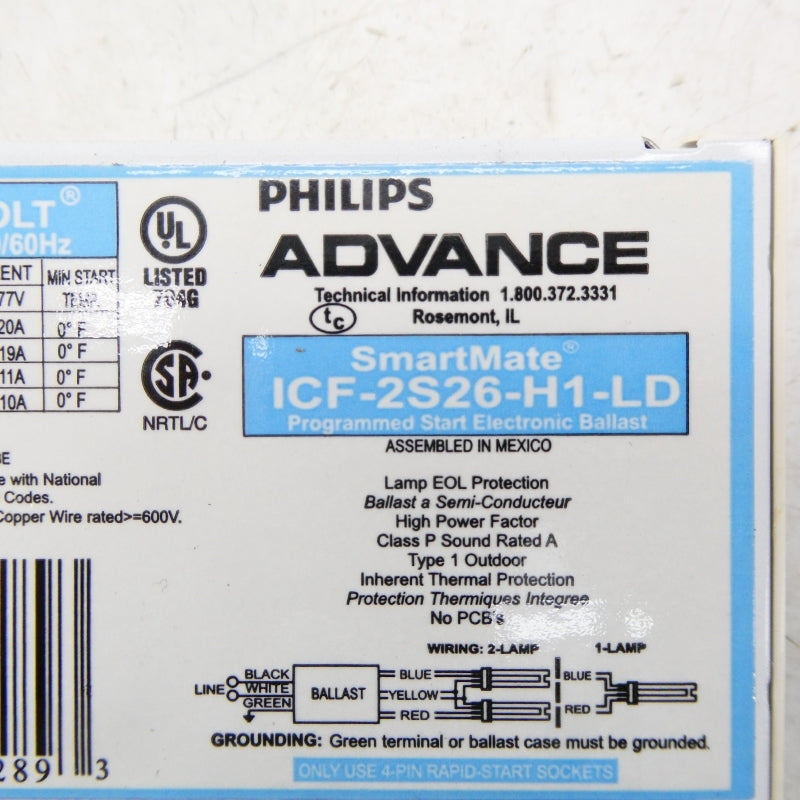 OLT®
/60Hz
ENT MIN START
77V TEMP.
20A 0° F
19A 0° F
11A 0° F
10A 0° F
BE
e with National
Codes.
Copper Wire rated>=600V.
289 3
UL
LISTED
704G
SA
NRTL/C
PHILIPS
ADVANCE
Technical Information 1.800.372.3331
tc Rosemont, IL
SmartMate®
ICF-2S26-H1-LD
Programmed Start Electronic Ballast
ASSEMBLED IN MEXICO
Lamp EOL Protection
Ballast a Semi-Conducteur
High Power Factor
Class P Sound Rated A
Type 1 Outdoor
Inherent Thermal Protection
Protection Thermiques Integree
No PCB's
WIRING: 2-LAMP 1-LAMP
LINE BLACK WHITE GREEN BALLAST BLUE YELLOW RED BLUE RED
GROUNDING: Green terminal or ballast case must be grounded.
ONLY USE 4-PIN RAPID-START SOCKETS